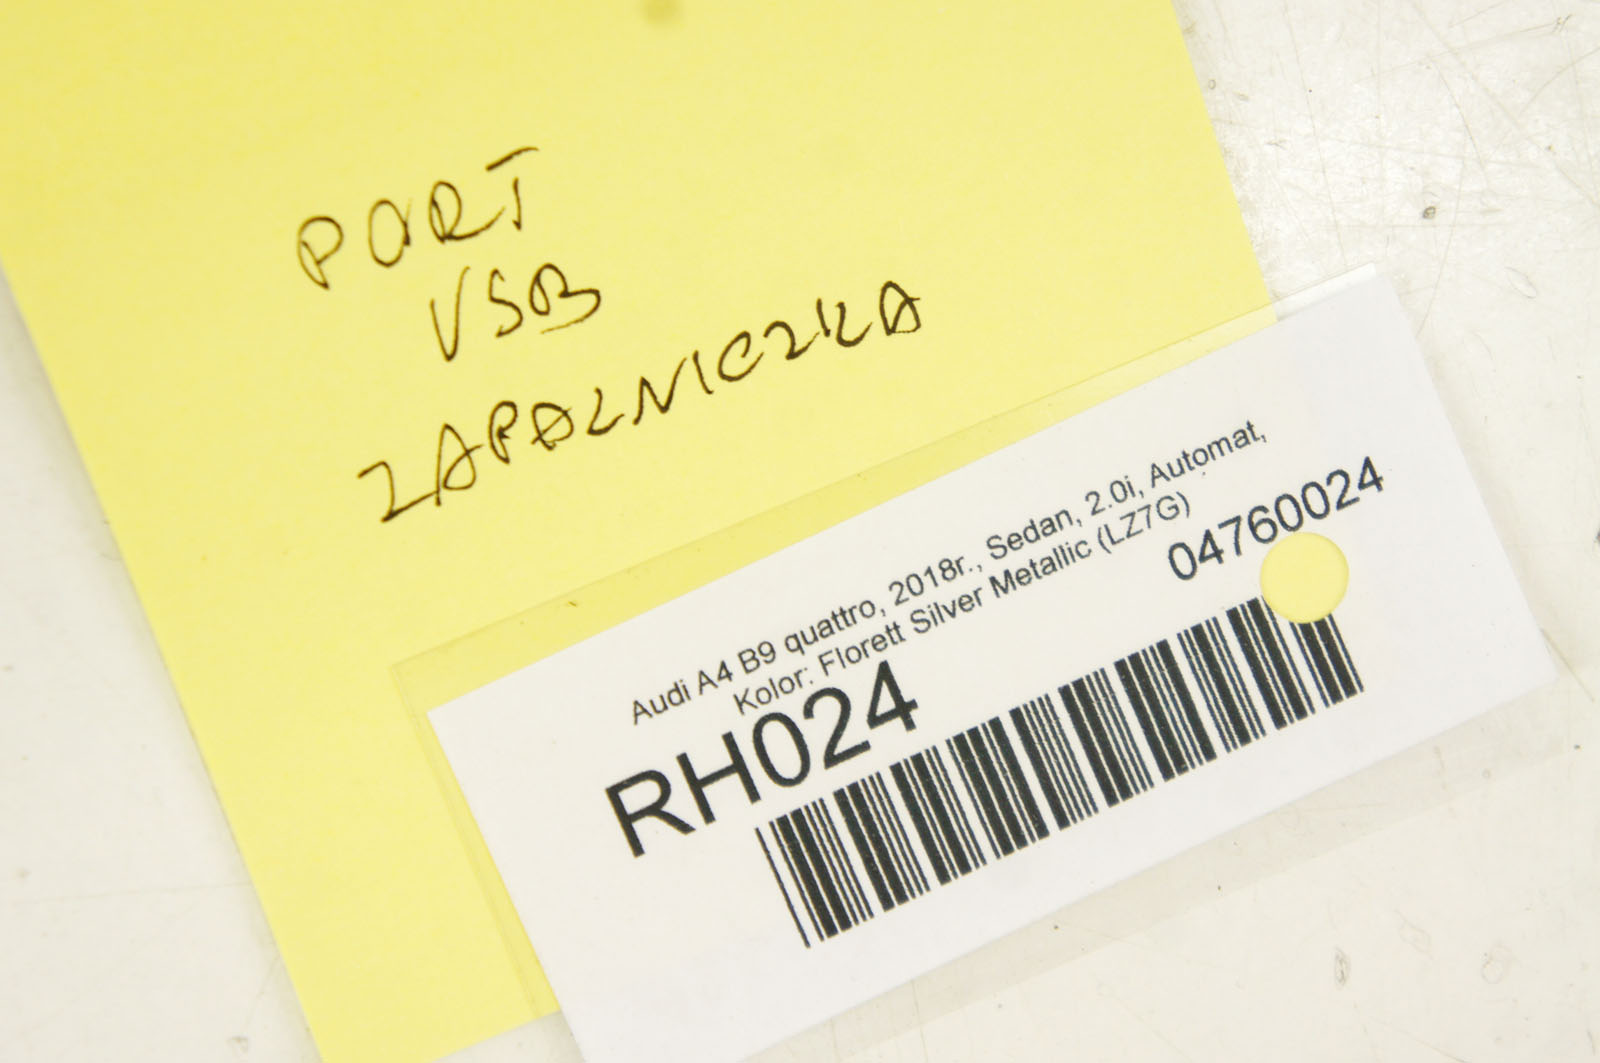 PORT
USB
ZAPALNICZKA
Audi A4 B9 quattro, 2018r., Sedan, 2.0i, Automat,
Kolor: Florett Silver Metallic (LZ7G)
RH024
04760024